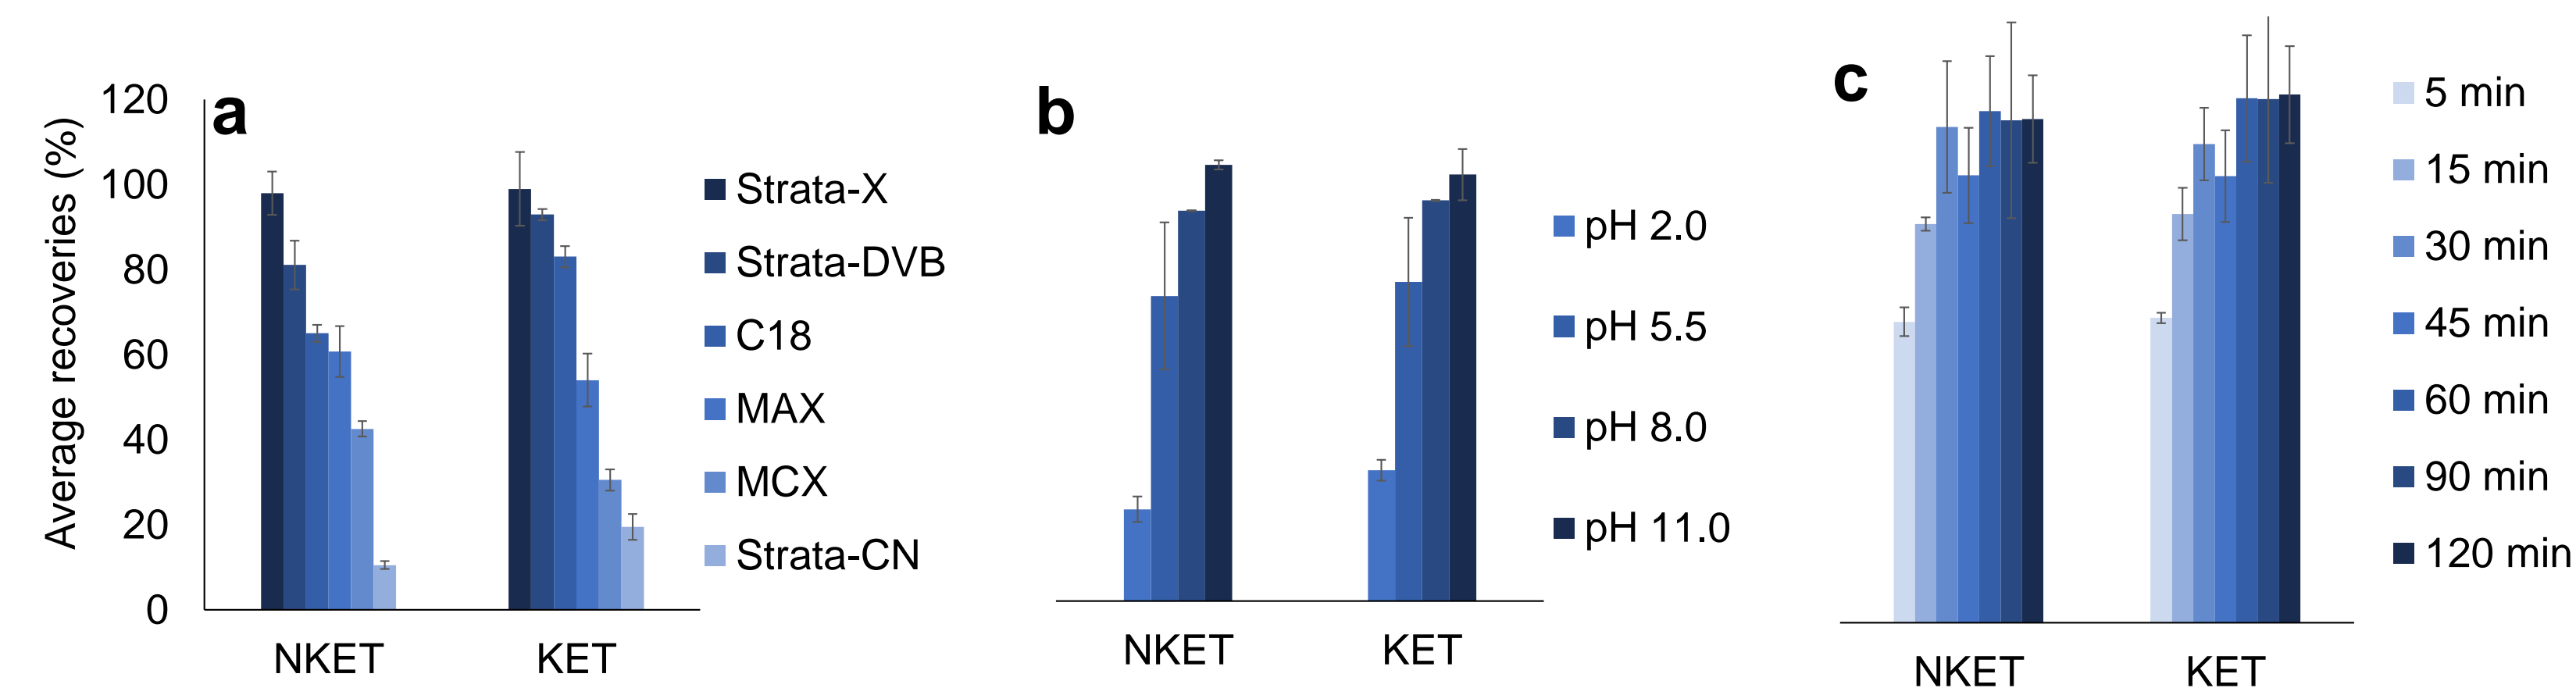 a
Average recoveries (%)
120
100
80
60
40
20
0
NKET
KET
Strata-X
Strata-DVB
C18
MAX
MCX
Strata-CN
b
NKET
KET
pH 2.0
pH 5.5
pH 8.0
pH 11.0
c
NKET
KET
5 min
15 min
30 min
45 min
60 min
90 min
120 min